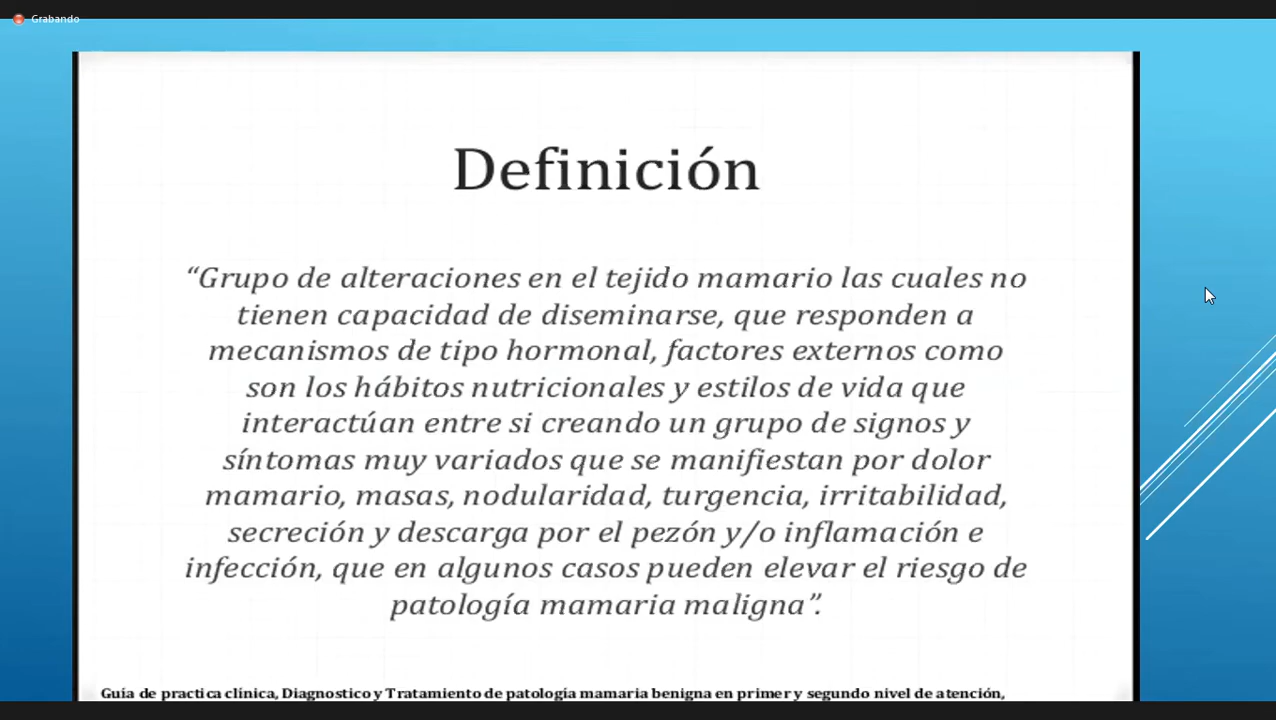 Grabando
Definición
“Grupo de alteraciones en el tejido mamario las cuales no
tienen capacidad de diseminarse, que responden a
mecanismos de tipo hormonal, factores externos como
son los hábitos nutricionales y estilos de vida que
interactúan entre si creando un grupo de signos y
síntomas muy variados que se manifiestan por dolor
mamario, masas, nodularidad, turgencia, irritabilidad,
secreción y descarga por el pezón y/o inflamación e
infección, que en algunos casos pueden elevar el riesgo de
patología mamaria maligna”.
Guía de practica clínica, Diagnostico y Tratamiento de patología mamaria benigna en primer y segundo nivel de atención,